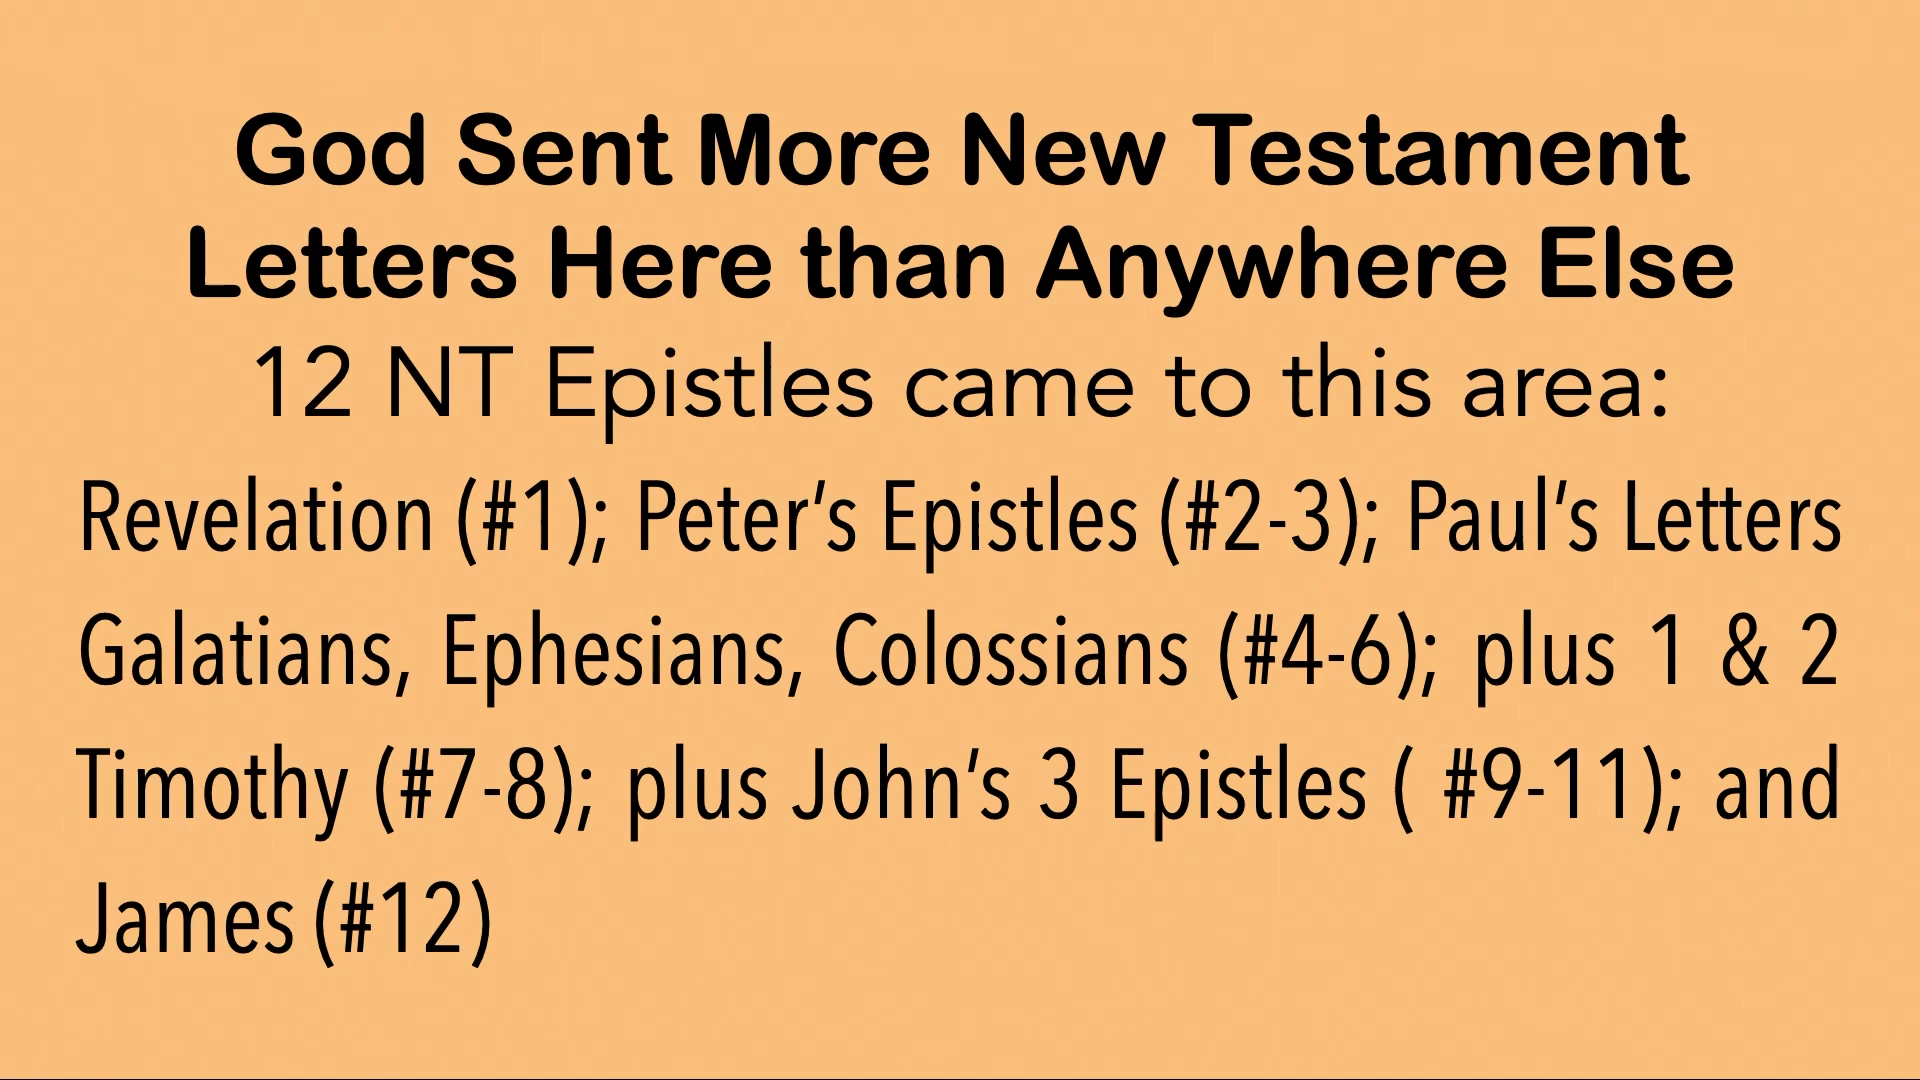 God Sent More New Testament
Letters Here than Anywhere Else
12 NT Epistles came to this area:
Revelation (#1); Peter’s Epistles (#2-3); Paul’s Letters
Galatians, Ephesians, Colossians (#4-6); plus 1 & 2
Timothy (#7-8); plus John’s 3 Epistles ( #9-11); and
James (#12)